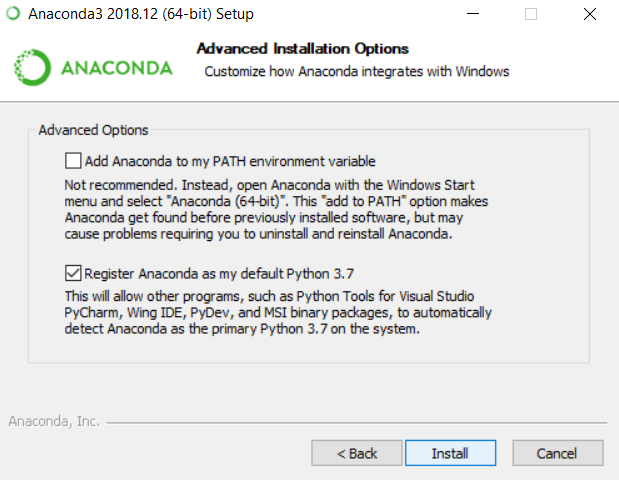 Anaconda3 2018.12 (64-bit) Setup
Advanced Installation Options
Customize how Anaconda integrates with Windows
ANACONDA
Advanced Options
Add Anaconda to my PATH environment variable
Not recommended. Instead, open Anaconda with the Windows Start
menu and select "Anaconda (64-bit)". This "add to PATH" option makes
Anaconda get found before previously installed software, but may
cause problems requiring you to uninstall and reinstall Anaconda.
Register Anaconda as my default Python 3.7
This will allow other programs, such as Python Tools for Visual Studio
PyCharm, Wing IDE, PyDev, and MSI binary packages, to automatically
detect Anaconda as the primary Python 3.7 on the system.
Anaconda, Inc.
< Back
Install
Cancel